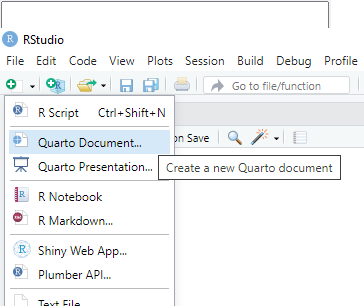 RStudio
File Edit Code View Plots Session Build Debug Profile
Go to file/function
R Script Ctrl+Shift+N
Quarto Document... on Save
Quarto Presentation... Create a new Quarto document
R Notebook
R Markdown...
Shiny Web App...
Plumber API...
Text File